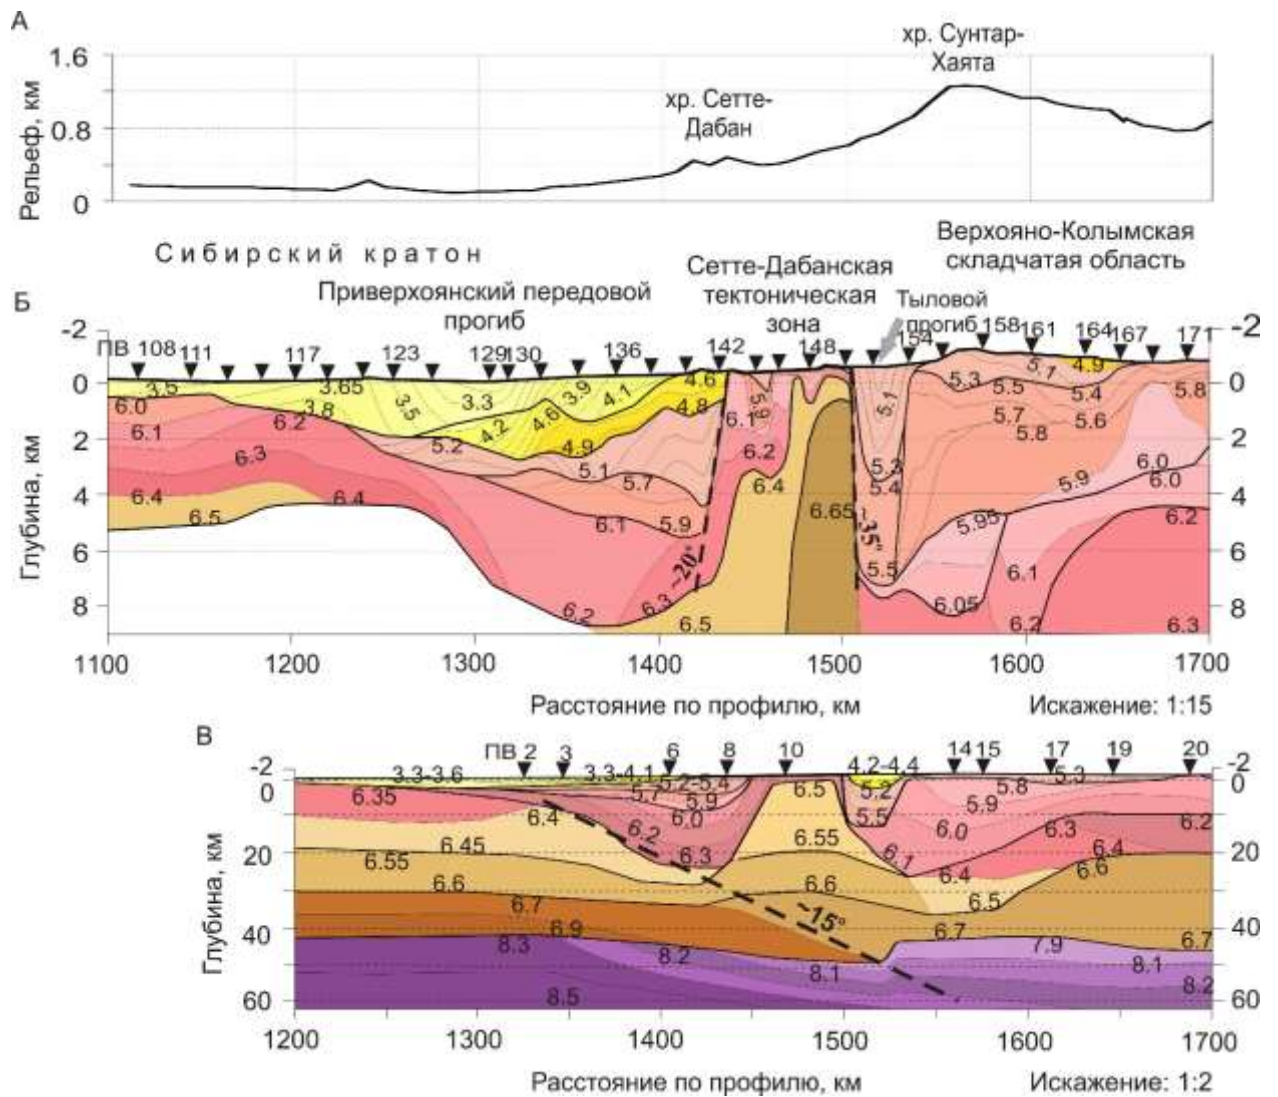 А
хр. Сунтар-
Хаята
1.6
хр. Сетте-
Дабан
0.8
Рельеф, км
0
Верхояно-Колымская
складчатая область
Сибирский кратон
Сетте-Дабанская
тектоническая
зона
Приверхоянский передовой
прогиб
Тыловой
прогиб
Б
-2 -2
ПВ 108 111 117 123 129 130 136 142 148 154 158 161 164 167 171
0 3.5 3.65 3.5 3.3 3.9 4.1 4.6 5.9 5.1 5.3 5.5 5.1 4.9 5.4 5.8 0
6.0 3.8 4.2 4.6 4.8 6.1 5.7 5.6
6.1 6.2 5.2 4.9 5.8
2 2
6.3 5.1 6.2 5.3 6.0
6.4 6.4 5.7 6.4 5.4 5.9 6.0
4 4
6.5 6.1 5.9 6.65 ~35° 5.95 6.2
6 ~20° 5.5 6.1 6
8 6.2 6.3 6.5 6.05 6.2 6.3 8
Глубина, км
1100 1200 1300 1400 1500 1600 1700
Расстояние по профилю, км Искажение: 1:15
В
ПВ 2 3 6 8 10 14 15 17 19 20
-2 -2
3.3-3.6 3.3-4.1 5.2-5.4 4.2-4.4 5.3
0 6.35 5.7 5.9 6.5 5.2 5.8 0
6.4 6.0 5.5 5.9
6.2 6.0 6.3 6.2
6.45 6.55 6.4
20 6.55 6.3 6.1 6.4 6.6 20
6.6 6.6 6.5
6.7
40 6.9 ~15° 6.7 6.7 40
8.3 8.2 8.1 7.9 8.1
8.5 8.2
60 60
Глубина, км
1200 1300 1400 1500 1600 1700
Расстояние по профилю, км Искажение: 1:2